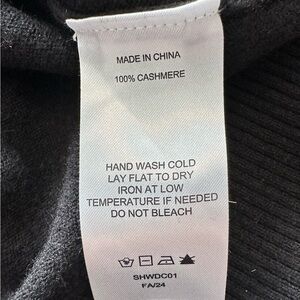 MADE IN CHINA
100% CASHMERE
HAND WASH COLD
LAY FLAT TO DRY
IRON AT LOW
TEMPERATURE IF NEEDED
DO NOT BLEACH
SHWDC01
FA/24